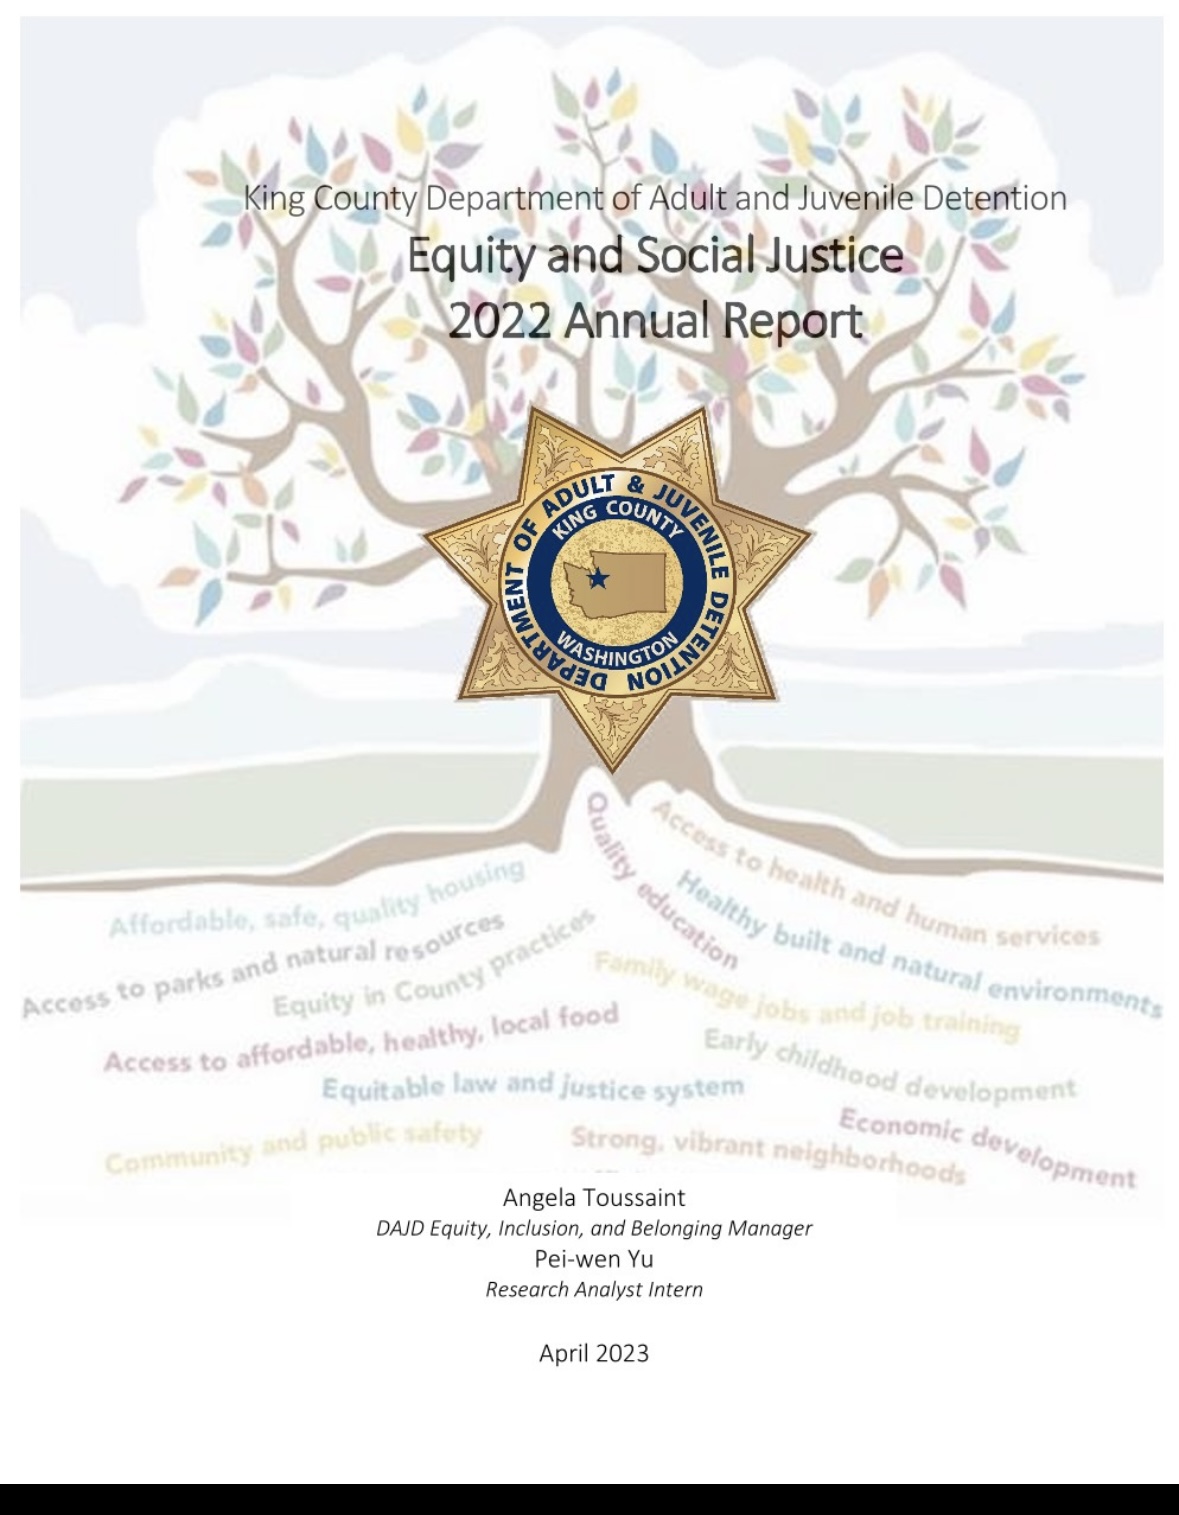 King County Department of Adult and Juvenile Detention
Equity and Social Justice
2022 Annual Report
DEPARTMENT OF ADULT & JUVENILE DETENTION
KING COUNTY
WASHINGTON
Quality education
Access to health and human services
Affordable, safe, quality housing
Healthy built and natural environments
Access to parks and natural resources
Equity in County practices
Family wage jobs and job training
Access to affordable, healthy, local food
Early childhood development
Equitable law and justice system
Economic development
Community and public safety
Strong, vibrant neighborhoods
Angela Toussaint
DAJD Equity, Inclusion, and Belonging Manager
Pei-wen Yu
Research Analyst Intern
April 2023